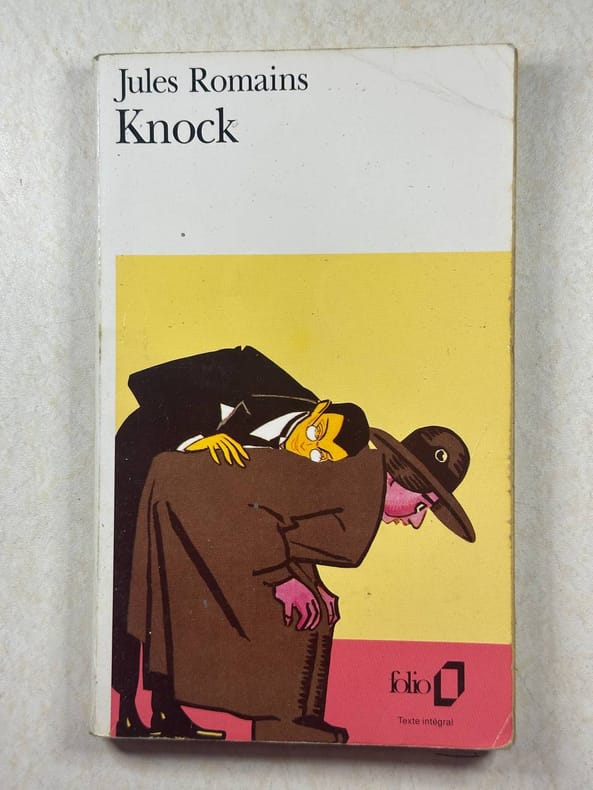 Jules Romains
Knock
folio
Texte intégral